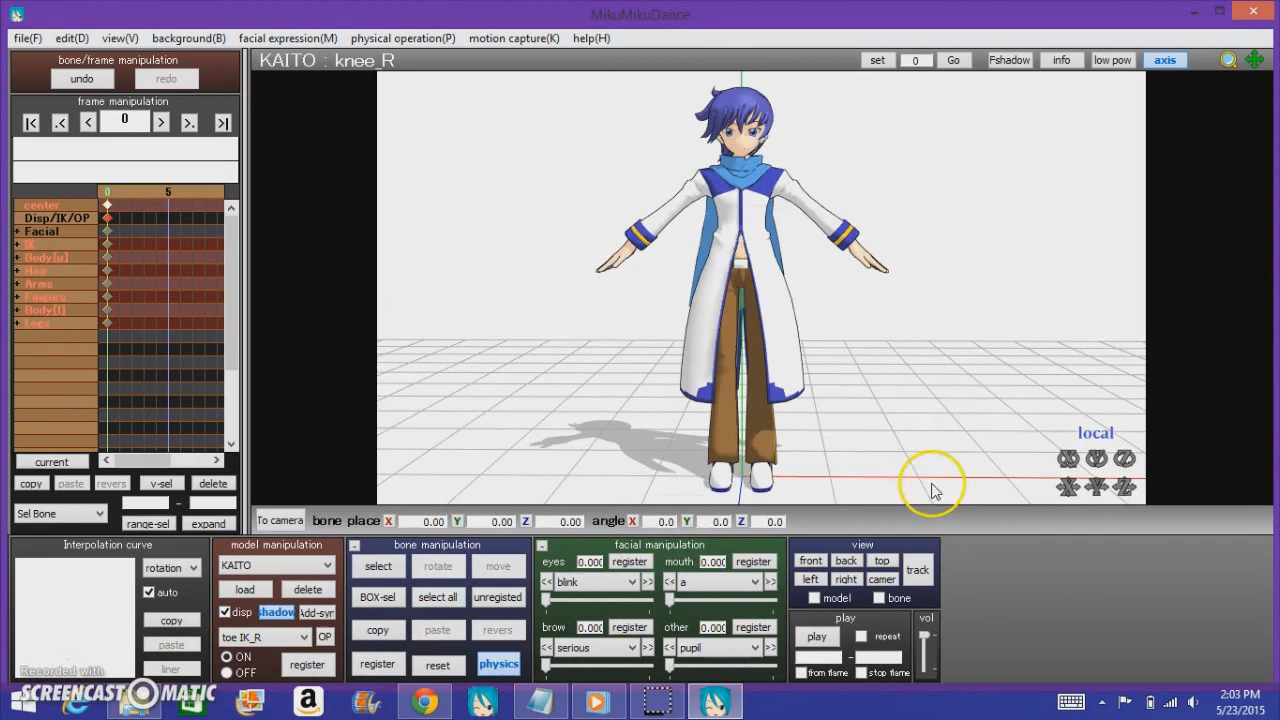 MikuMikuDance
file(F) edit(D) view(V) background(B) facial expression(M) physical operation(P) motion capture(K) help(H)
bone/frame manipulation
undo redo
KAITO : knee_R
set 0 Go Fshadow info low pow axis
frame manipulation
|< .< < 0 > >. >|
0 5
center
Disp/IK/OP
+ Facial
+ IK
+ Body[u]
+ Hair
+ Arms
+ Fingers
+ Body[l]
+ Legs
current
copy paste revers v-sel delete
Sel Bone -
range-sel expand
local
X Y Z
X Y Z
To camera bone place X 0.00 Y 0.00 Z 0.00 angle X 0.0 Y 0.0 Z 0.0
Interpolation curve
rotation
auto
copy
paste
liner
model manipulation
KAITO
load delete
disp shadow Add-syn
toe IK_R OP
ON
OFF
register
- bone manipulation
select rotate move
BOX-sel select all unregisted
copy paste revers
register reset physics
- facial manipulation
eyes 0.000 register mouth 0.000 register
<< blink >> << a >>
brow 0.000 register other 0.000 register
<< serious >> << pupil >>
view
front back top
left right camer
track
model bone
play
play repeat
-
from flame stop flame
vol
Recorded with
SCREENCAST-O-MATIC
2:03 PM
5/23/2015